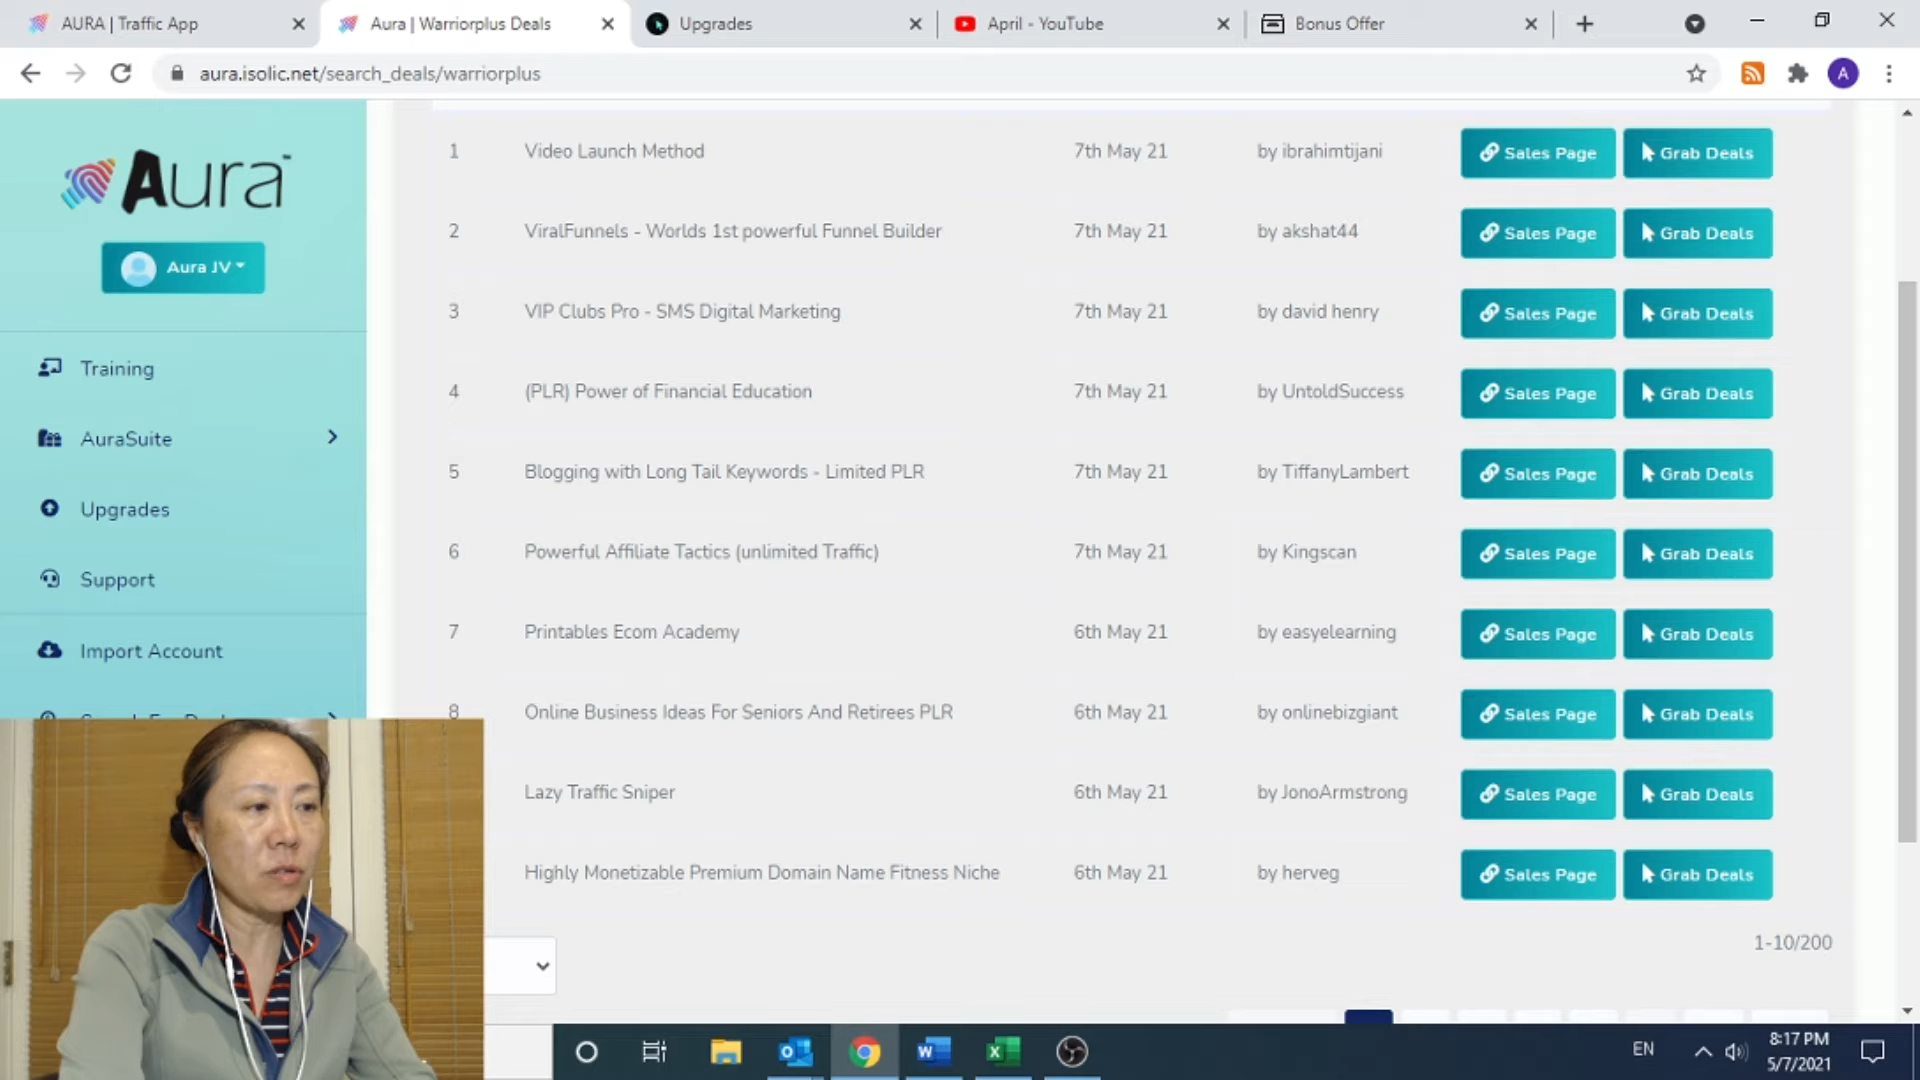 AURA | Traffic App
Aura | Warriorplus Deals
Upgrades
April - YouTube
Bonus Offer
aura.isolic.net/search_deals/warriorplus
A
Aura™
Aura JV
Training
AuraSuite
Upgrades
Support
Import Account
1 Video Launch Method 7th May 21 by ibrahimtijani Sales Page Grab Deals
2 ViralFunnels - Worlds 1st powerful Funnel Builder 7th May 21 by akshat44 Sales Page Grab Deals
3 VIP Clubs Pro - SMS Digital Marketing 7th May 21 by david henry Sales Page Grab Deals
4 (PLR) Power of Financial Education 7th May 21 by UntoldSuccess Sales Page Grab Deals
5 Blogging with Long Tail Keywords - Limited PLR 7th May 21 by TiffanyLambert Sales Page Grab Deals
6 Powerful Affiliate Tactics (unlimited Traffic) 7th May 21 by Kingscan Sales Page Grab Deals
7 Printables Ecom Academy 6th May 21 by easyelearning Sales Page Grab Deals
8 Online Business Ideas For Seniors And Retirees PLR 6th May 21 by onlinebizgiant Sales Page Grab Deals
Lazy Traffic Sniper 6th May 21 by JonoArmstrong Sales Page Grab Deals
Highly Monetizable Premium Domain Name Fitness Niche 6th May 21 by herveg Sales Page Grab Deals
1-10/200
EN
8:17 PM
5/7/2021